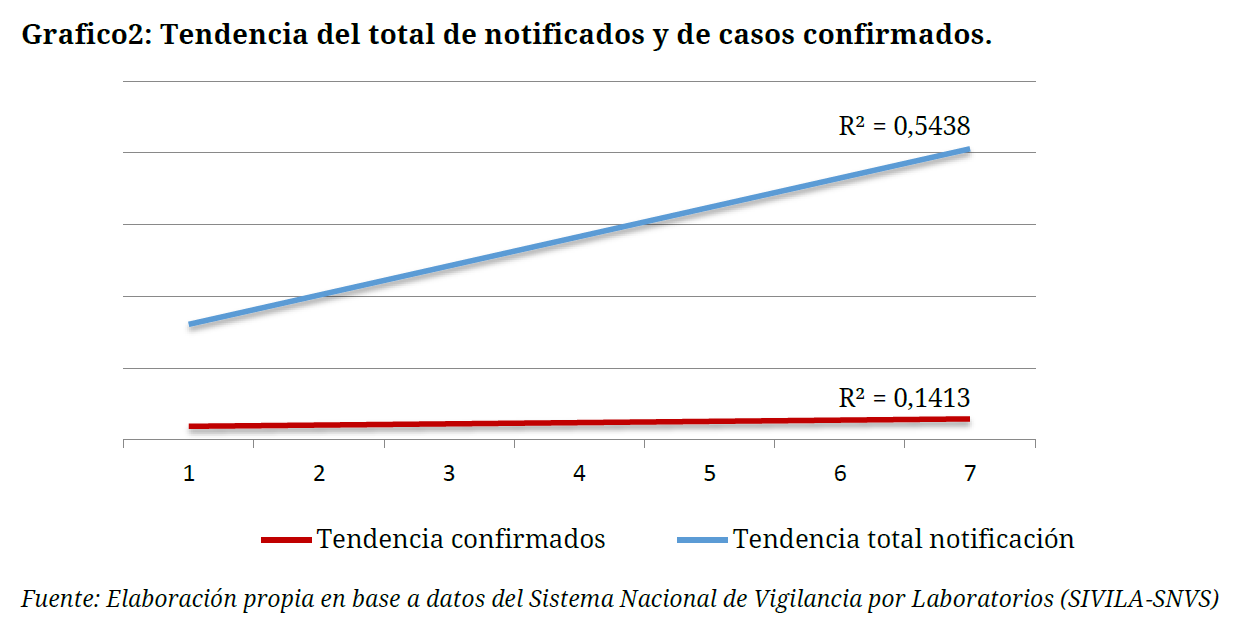 Grafico2: Tendencia del total de notificados y de casos confirmados.
R² = 0,5438
R² = 0,1413
1 2 3 4 5 6 7
Tendencia confirmados Tendencia total notificación
Fuente: Elaboración propia en base a datos del Sistema Nacional de Vigilancia por Laboratorios (SIVILA-SNVS)